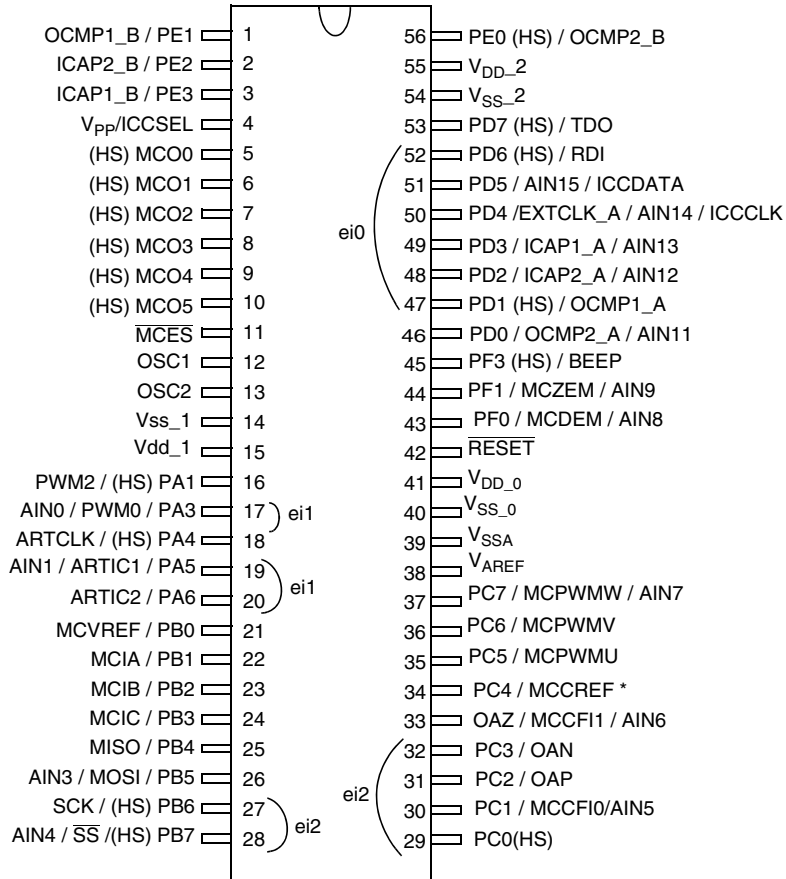 OCMP1_B / PE1 1 56 PE0 (HS) / OCMP2_B
ICAP2_B / PE2 2 55 VDD_2
ICAP1_B / PE3 3 54 VSS_2
VPP/ICCSEL 4 53 PD7 (HS) / TDO
(HS) MCO0 5 52 PD6 (HS) / RDI
(HS) MCO1 6 51 PD5 / AIN15 / ICCDATA
(HS) MCO2 7 50 PD4 /EXTCLK_A / AIN14 / ICCCLK
ei0
(HS) MCO3 8 49 PD3 / ICAP1_A / AIN13
(HS) MCO4 9 48 PD2 / ICAP2_A / AIN12
(HS) MCO5 10 47 PD1 (HS) / OCMP1_A
MCES 11 46 PD0 / OCMP2_A / AIN11
OSC1 12 45 PF3 (HS) / BEEP
OSC2 13 44 PF1 / MCZEM / AIN9
Vss_1 14 43 PF0 / MCDEM / AIN8
Vdd_1 15 42 RESET
PWM2 / (HS) PA1 16 41 VDD_0
AIN0 / PWM0 / PA3 17 ei1 40 VSS_0
ARTCLK / (HS) PA4 18 39 VSSA
AIN1 / ARTIC1 / PA5 19 38 VAREF
ei1
ARTIC2 / PA6 20 37 PC7 / MCPWMW / AIN7
MCVREF / PB0 21 36 PC6 / MCPWMV
MCIA / PB1 22 35 PC5 / MCPWMU
MCIB / PB2 23 34 PC4 / MCCREF *
MCIC / PB3 24 33 OAZ / MCCFI1 / AIN6
MISO / PB4 25 32 PC3 / OAN
AIN3 / MOSI / PB5 26 31 PC2 / OAP
ei2
SCK / (HS) PB6 27 30 PC1 / MCCFI0/AIN5
ei2
AIN4 / SS /(HS) PB7 28 29 PC0(HS)